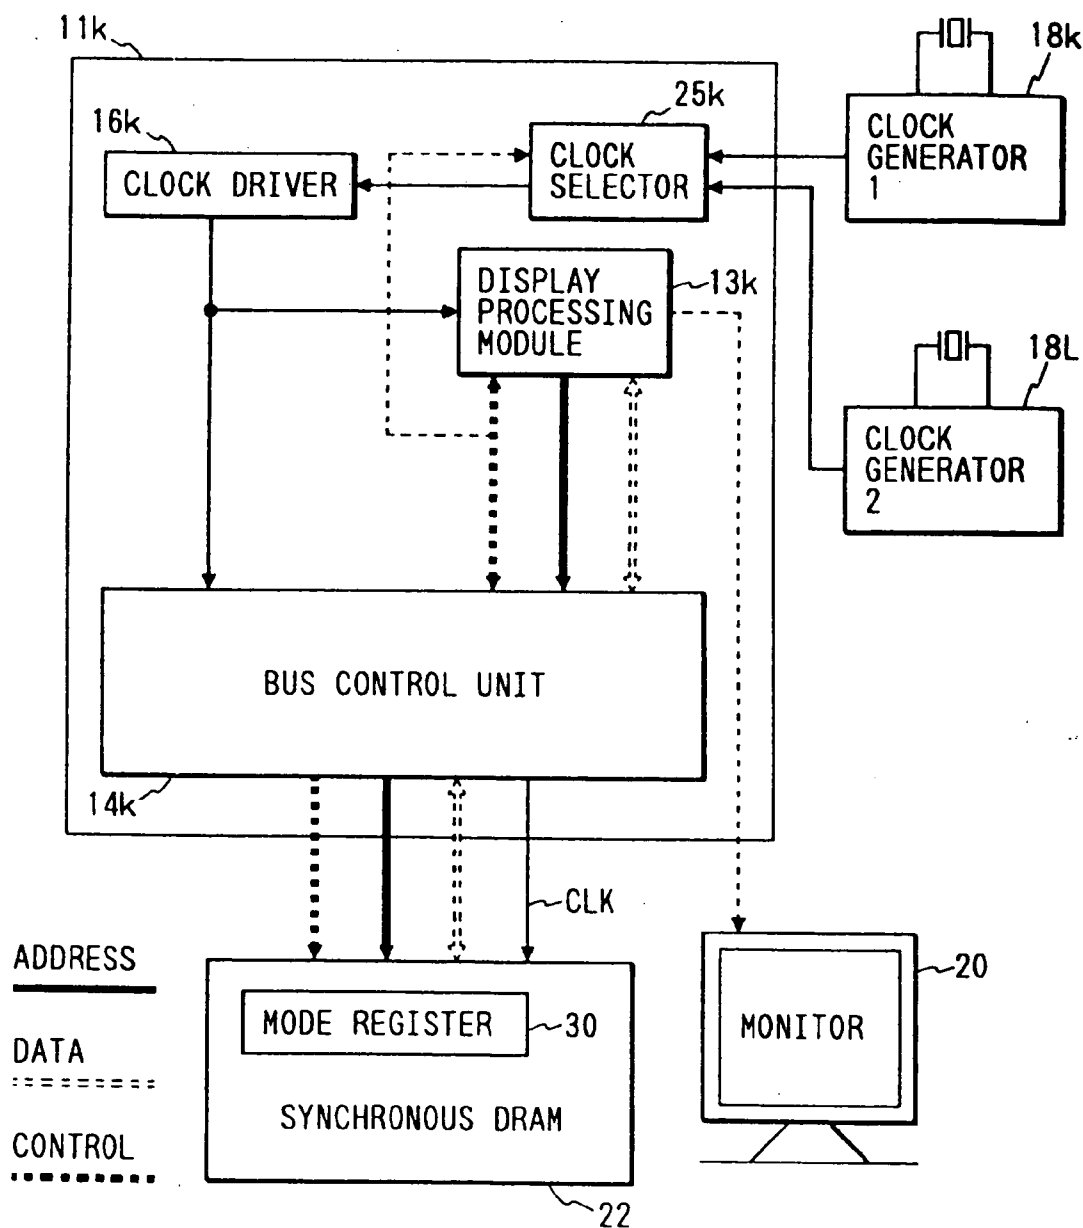 11k
18k
25k
16k
CLOCK
GENERATOR
1
CLOCK
SELECTOR
CLOCK DRIVER
DISPLAY
PROCESSING
MODULE
13k
18L
CLOCK
GENERATOR
2
BUS CONTROL UNIT
14k
CLK
ADDRESS
20
MODE REGISTER
30
MONITOR
DATA
SYNCHRONOUS DRAM
CONTROL
22